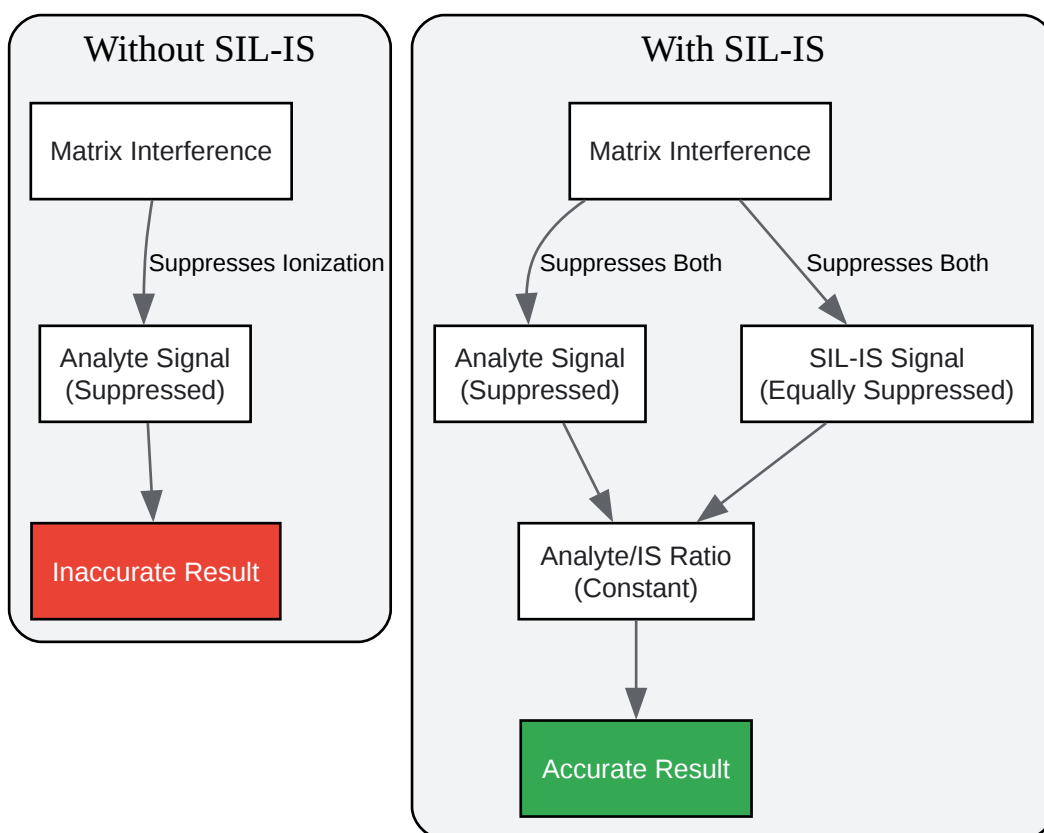 Without SIL-IS
Matrix Interference
Suppresses Ionization
Analyte Signal
(Suppressed)
Inaccurate Result
With SIL-IS
Matrix Interference
Suppresses Both
Suppresses Both
Analyte Signal
(Suppressed)
SIL-IS Signal
(Equally Suppressed)
Analyte/IS Ratio
(Constant)
Accurate Result